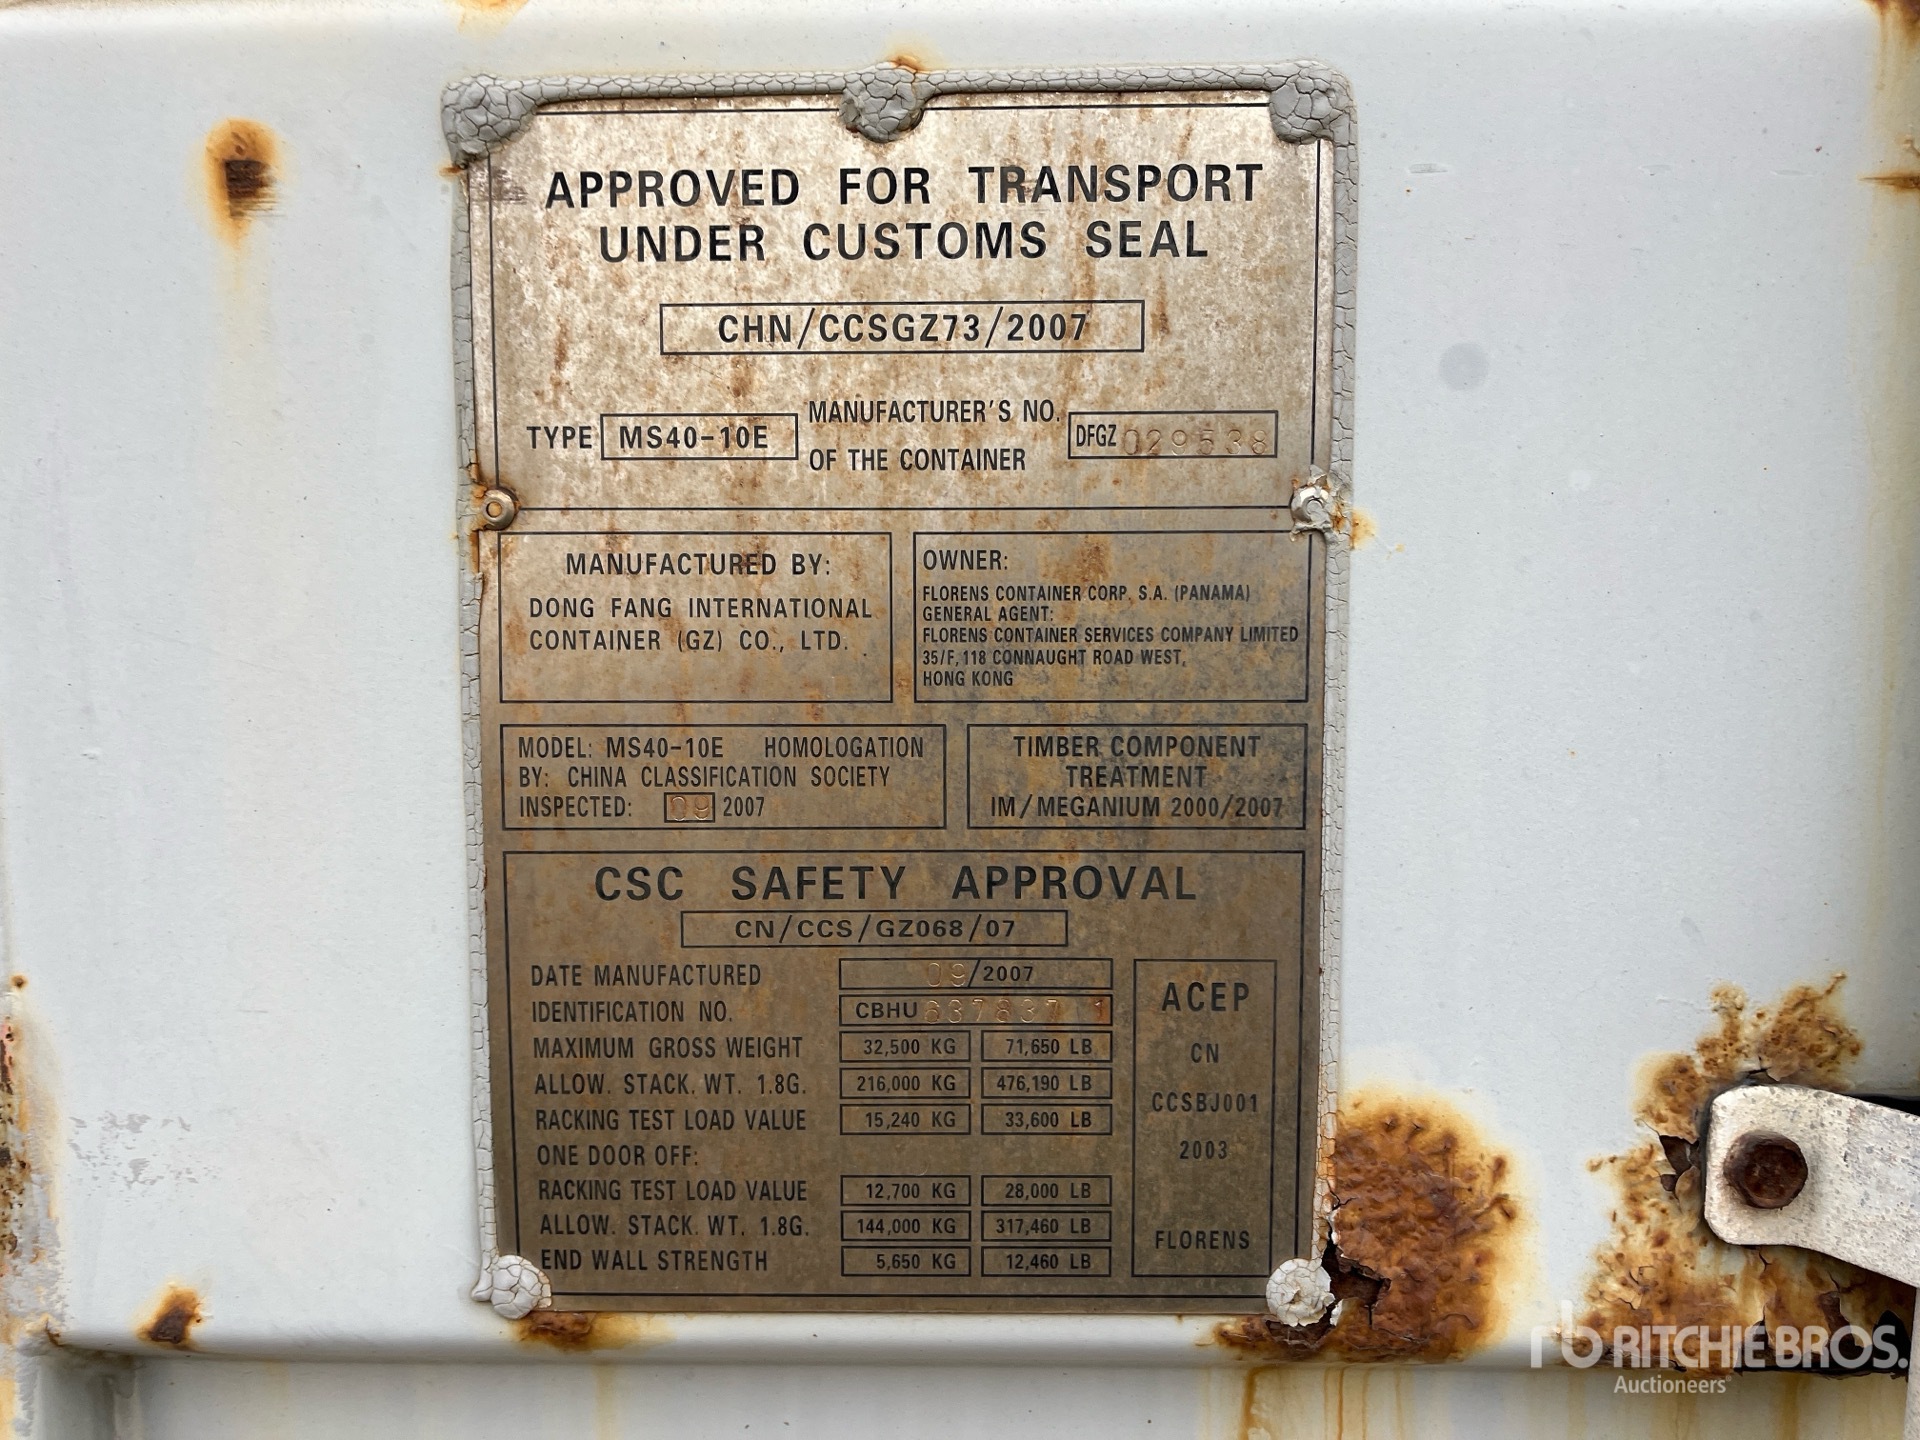 APPROVED FOR TRANSPORT
UNDER CUSTOMS SEAL
CHN/CCSGZ73/2007
TYPE MS40-10E MANUFACTURER'S NO. OF THE CONTAINER DFGZ 029538
MANUFACTURED BY:
DONG FANG INTERNATIONAL
CONTAINER (GZ) CO., LTD.
OWNER:
FLORENS CONTAINER CORP. S.A. (PANAMA)
GENERAL AGENT:
FLORENS CONTAINER SERVICES COMPANY LIMITED
35/F, 118 CONNAUGHT ROAD WEST,
HONG KONG
MODEL: MS40-10E HOMOLOGATION
BY: CHINA CLASSIFICATION SOCIETY
INSPECTED: 09 2007
TIMBER COMPONENT
TREATMENT
IM/MEGANIUM 2000/2007
CSC SAFETY APPROVAL
CN/CCS/GZ068/07
DATE MANUFACTURED 09/2007
IDENTIFICATION NO. CBHU 637837 1
MAXIMUM GROSS WEIGHT 32,500 KG 71,650 LB
ALLOW. STACK. WT. 1.8G. 216,000 KG 476,190 LB
RACKING TEST LOAD VALUE 15,240 KG 33,600 LB
ONE DOOR OFF:
RACKING TEST LOAD VALUE 12,700 KG 28,000 LB
ALLOW. STACK. WT. 1.8G. 144,000 KG 317,460 LB
END WALL STRENGTH 5,650 KG 12,460 LB
ACEP
CN
CCSBJ001
2003
FLORENS
rb RITCHIE BROS.
Auctioneers